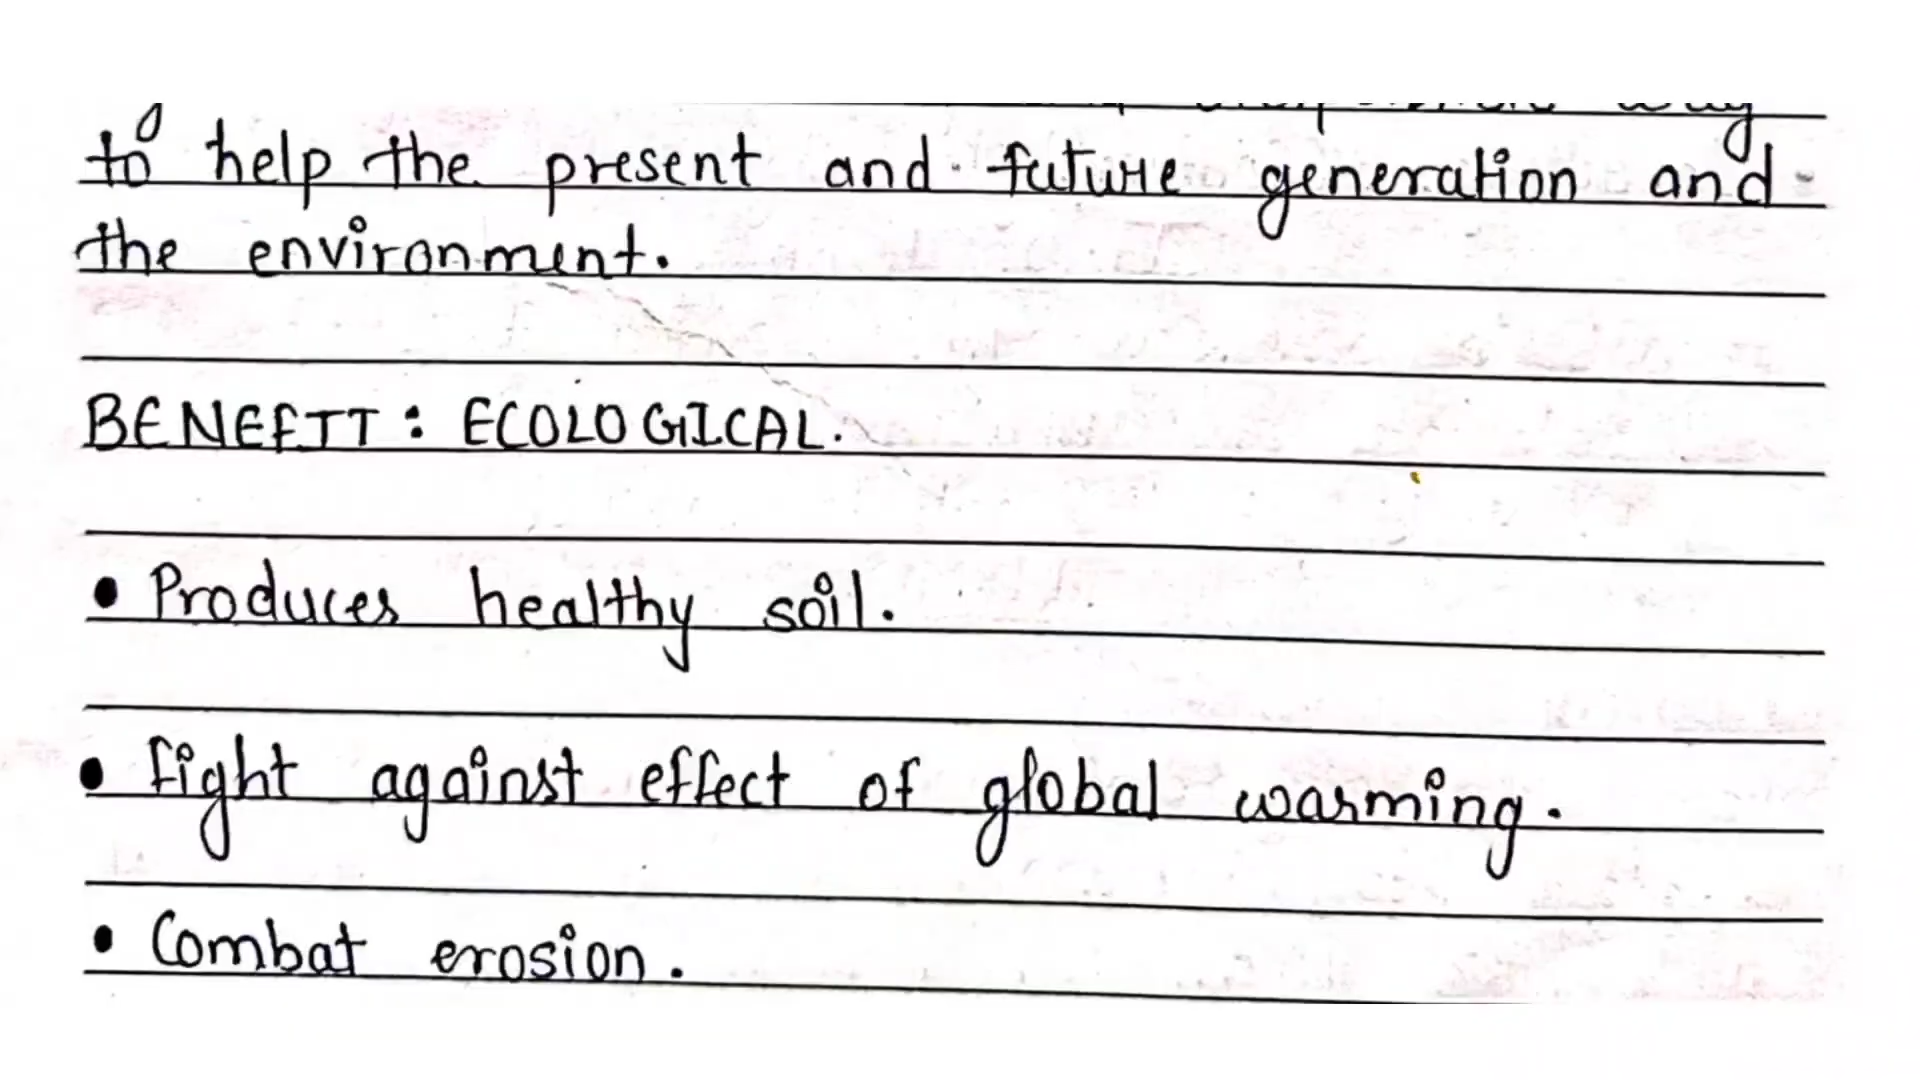 way
to help the present and future generation and
the environment.
BENEFIT : ECOLOGICAL.
• Produces healthy soil.
• fight against effect of global warming.
• Combat erosion.